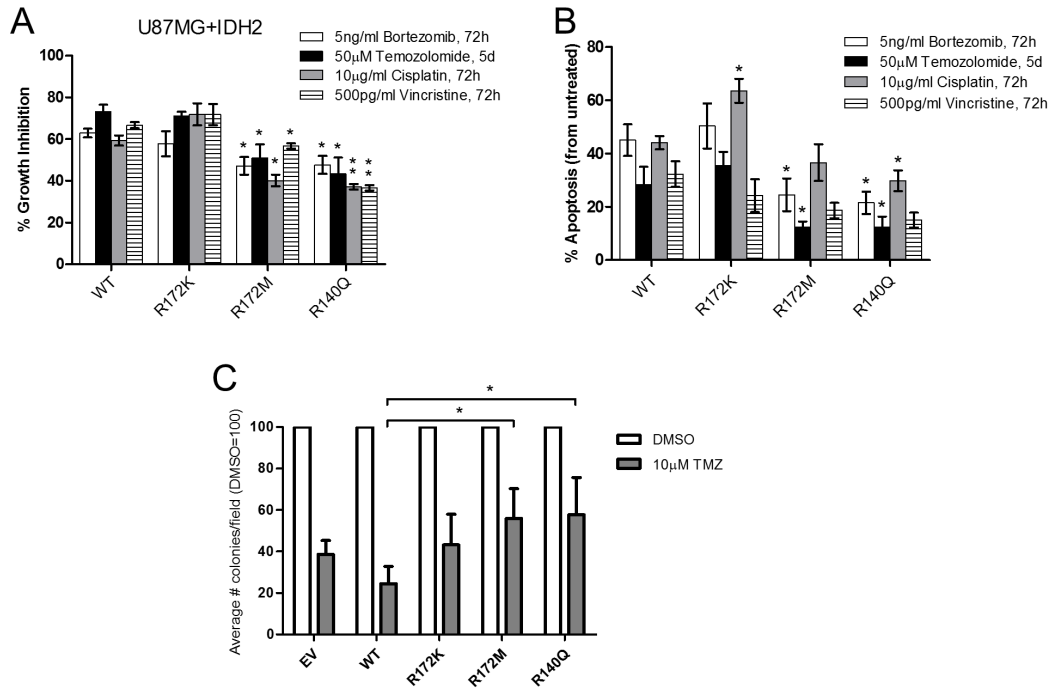 A
U87MG+IDH2
5ng/ml Bortezomib, 72h
50μM Temozolomide, 5d
10μg/ml Cisplatin, 72h
500pg/ml Vincristine, 72h
% Growth Inhibition
100
80
60
40
20
0
* * * *
* * * * * *
WT
R172K
R172M
R140Q
B
5ng/ml Bortezomib, 72h
50μM Temozolomide, 5d
10μg/ml Cisplatin, 72h
500pg/ml Vincristine, 72h
% Apoptosis (from untreated)
80
60
40
20
0
*
* *
* * *
WT
R172K
R172M
R140Q
C
*
*
DMSO
10μM TMZ
Average # colonies/field (DMSO=100)
100
80
60
40
20
0
EV
WT
R172K
R172M
R140Q